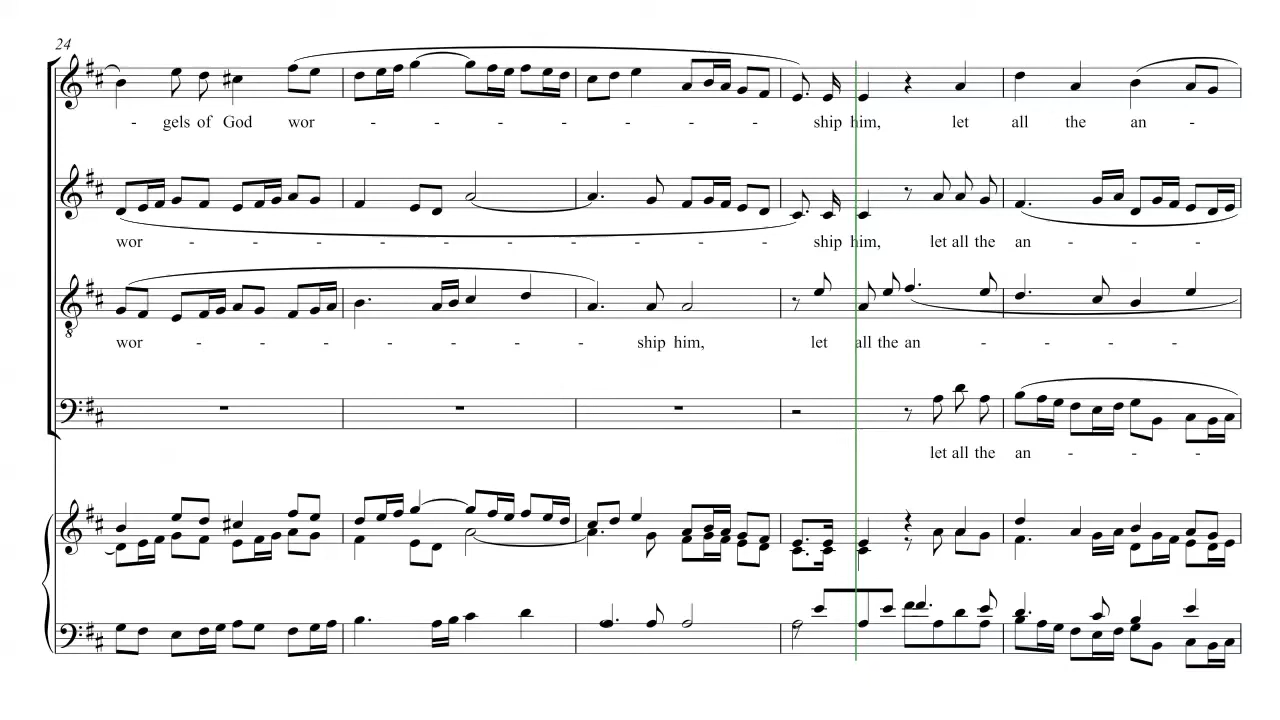 24
- gels of God wor - - - - - - - - ship him, let all the an -
wor - - - - - - - - - - ship him, let all the an - - -
8
wor - - - - - - - - ship him, let all the an - - - -
let all the an - - -